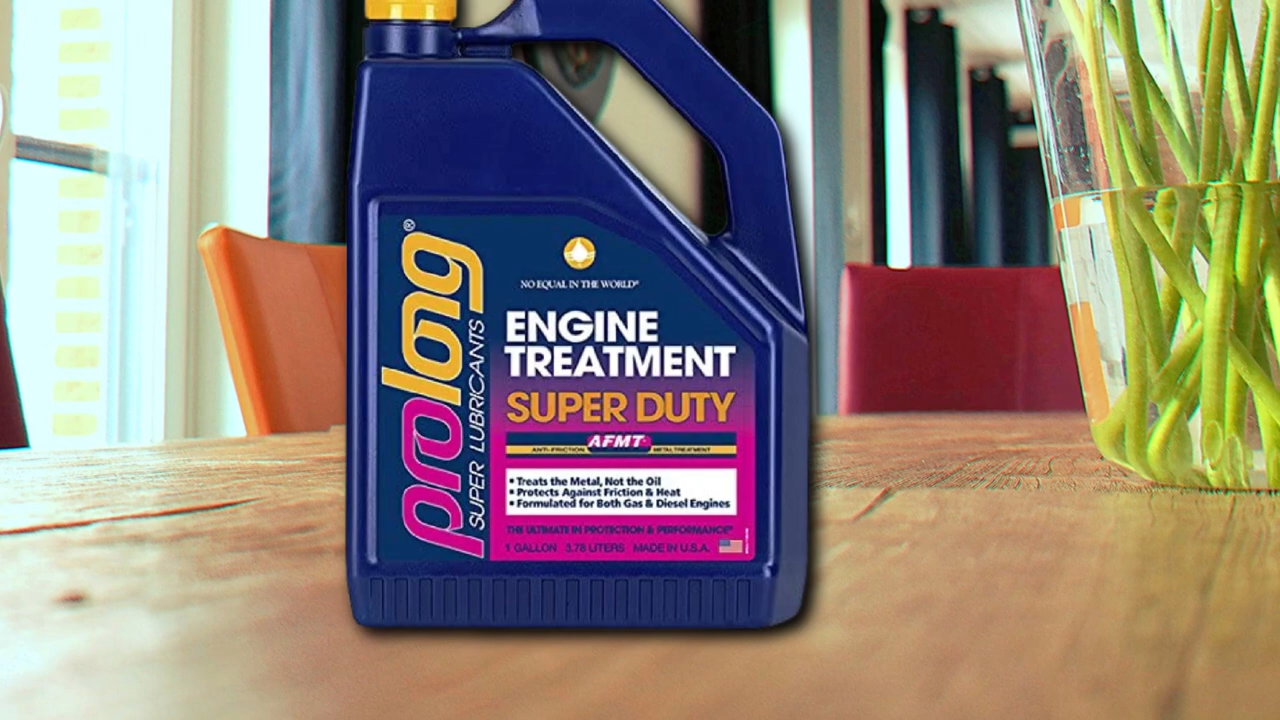 prolong®
SUPER LUBRICANTS
NO EQUAL IN THE WORLD®
ENGINE
TREATMENT
SUPER DUTY
AFMT
ANTI-FRICTION METAL TREATMENT
▪ Treats the Metal, Not the Oil
▪ Protects Against Friction & Heat
▪ Formulated for Both Gas & Diesel Engines
THE ULTIMATE IN PROTECTION & PERFORMANCE®
1 GALLON 3.78 LITERS MADE IN U.S.A.